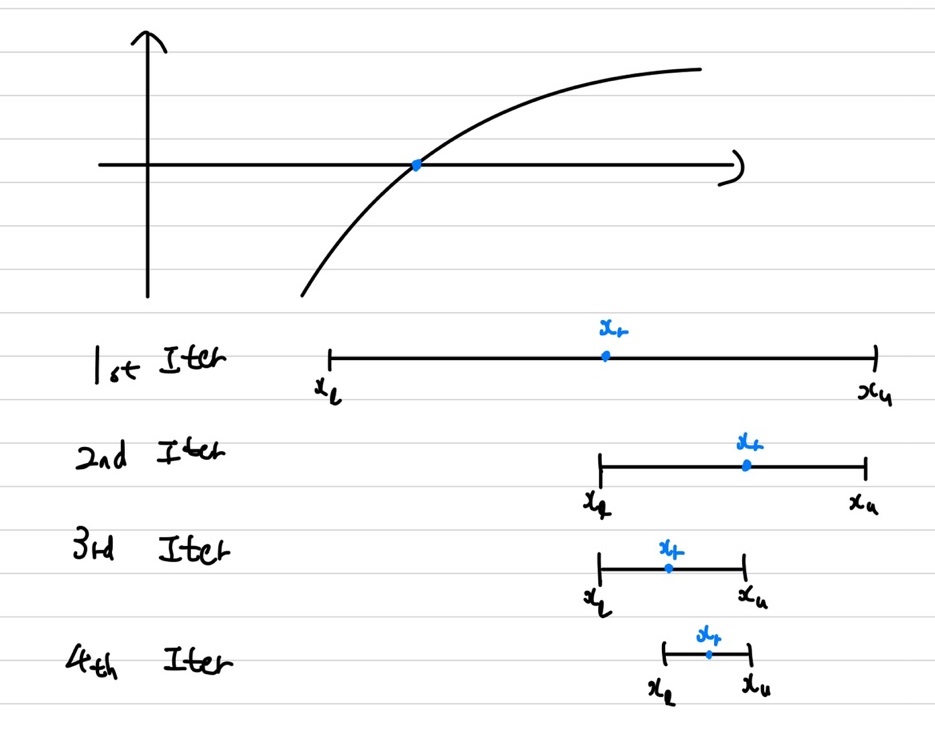 1st Iter
x_r
x_l
x_u
2nd Iter
x_r
x_l
x_u
3rd Iter
x_r
x_l
x_u
4th Iter
x_r
x_l
x_u